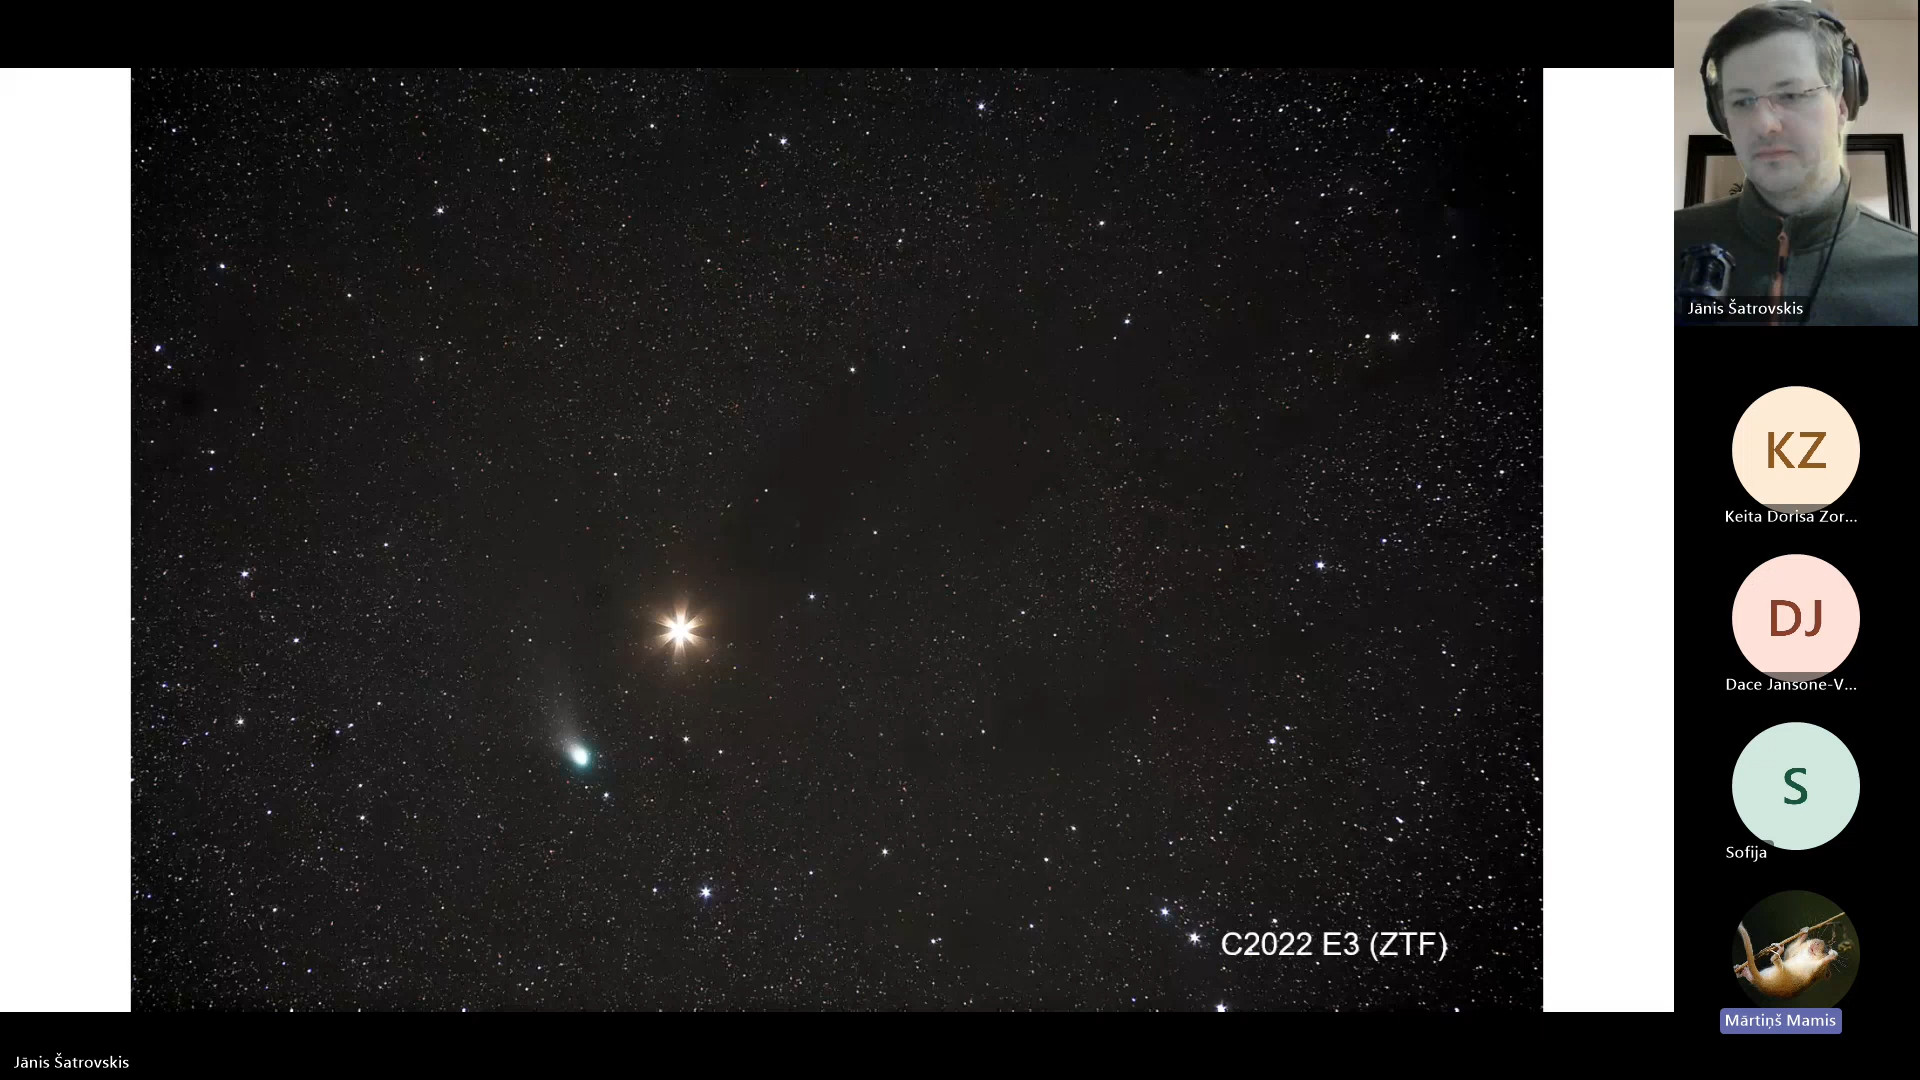 Jānis Šatrovskis
KZ
Keita Dorisa Zor...
DJ
Dace Jansone-V...
S
Sofija
C2022 E3 (ZTF)
Mārtiņš Mamis
Jānis Šatrovskis